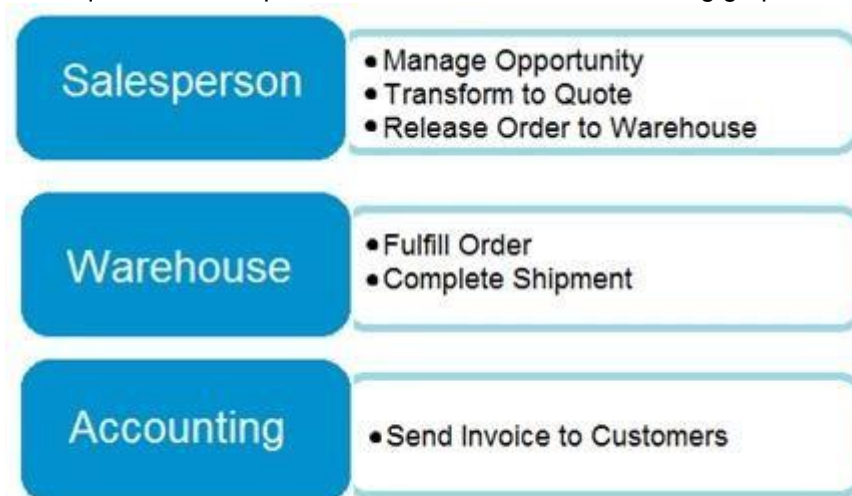 Salesperson
• Manage Opportunity
• Transform to Quote
• Release Order to Warehouse
Warehouse
• Fulfill Order
• Complete Shipment
Accounting
• Send Invoice to Customers